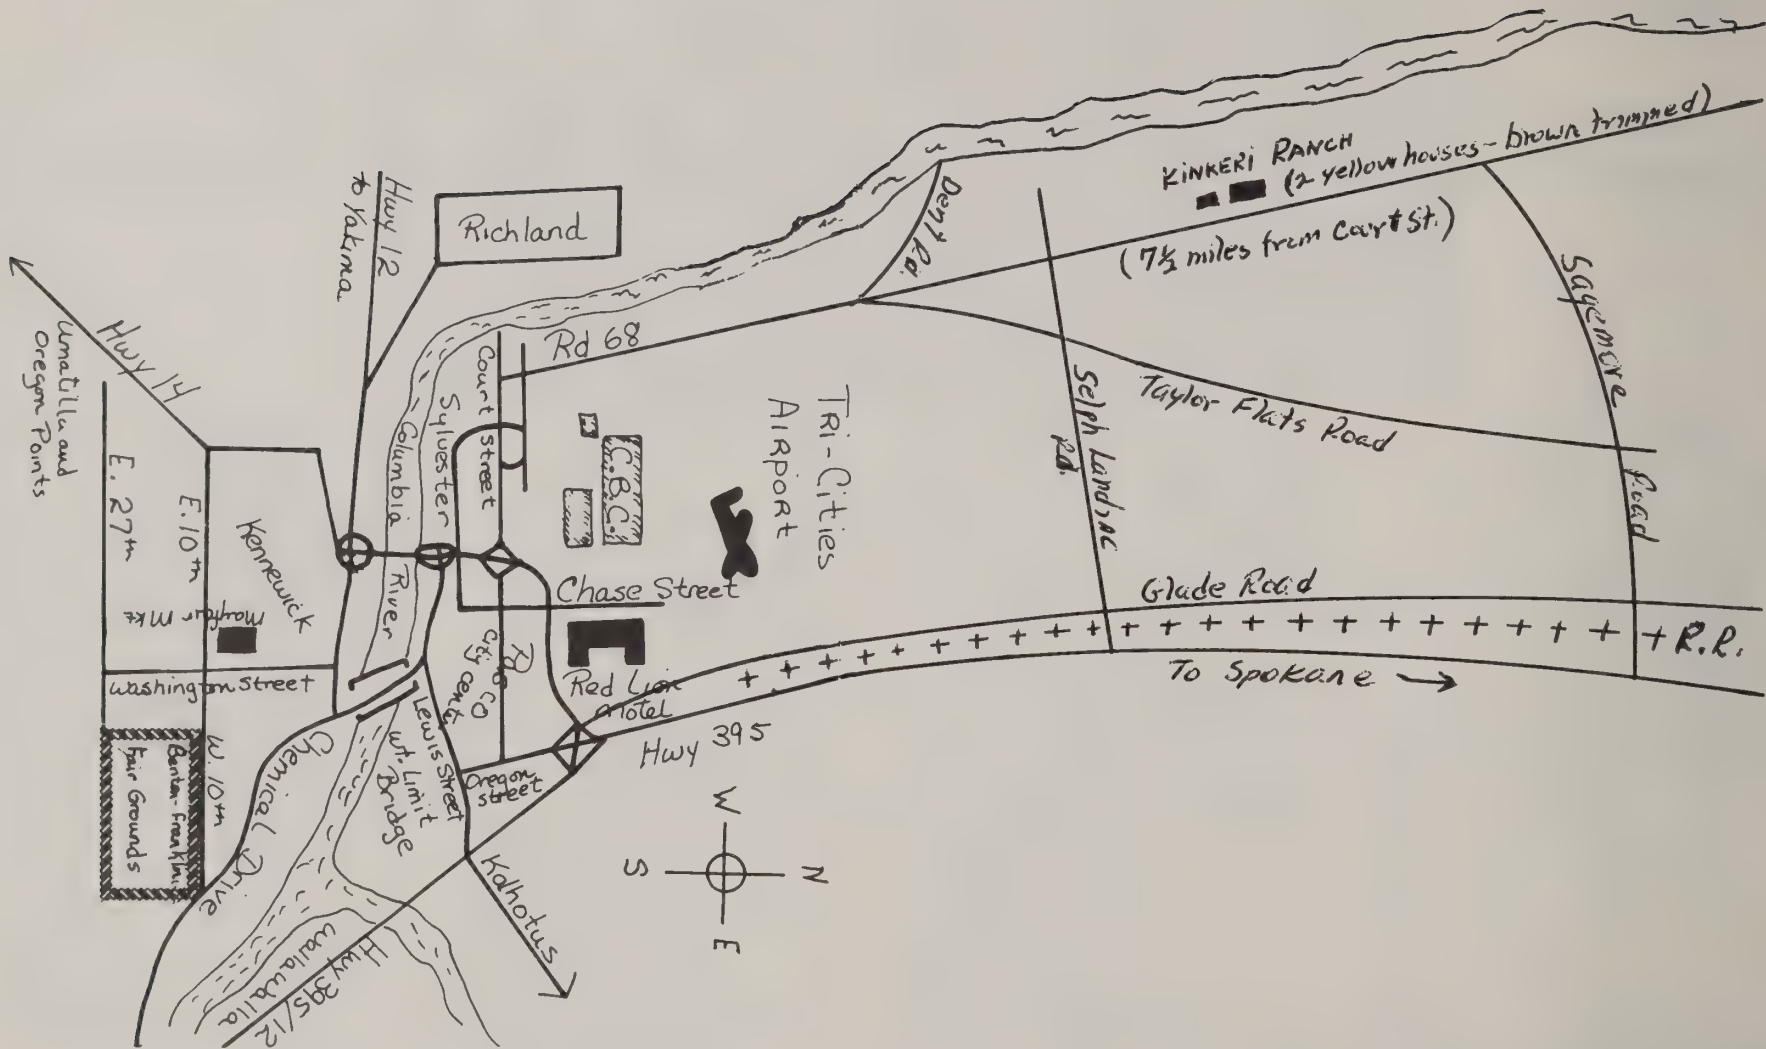 KINKERI RANCH
(2 yellow houses - brown trimmed)
(7½ miles from Court St.)
Dent Rd.
Sagemore
Road
Hwy 12
to Yakima
Richland
Rd 68
Taylor Flats Road
Selph Landing
Rd.
TRI-Cities
AIRPORT
Court Street
Sylvester
Columbia
River
C.B.C.
Hwy 14
Umatilla and
Oregon Points
E. 27th
E. 10th
Kennewick
Mayfair Mkt
Chase Street
Glade Road
R.R.
To Spokane
Pasco
City Center
Red Lion
Motel
Hwy 395
Washington Street
Lewis Street
Wt. Limit
Bridge
Oregon
Street
W. 10th
Benton-Franklin
Fair Grounds
Chemical Drive
Kalhotus
Hwy 395/12
Walla Walla
W
N
S
E